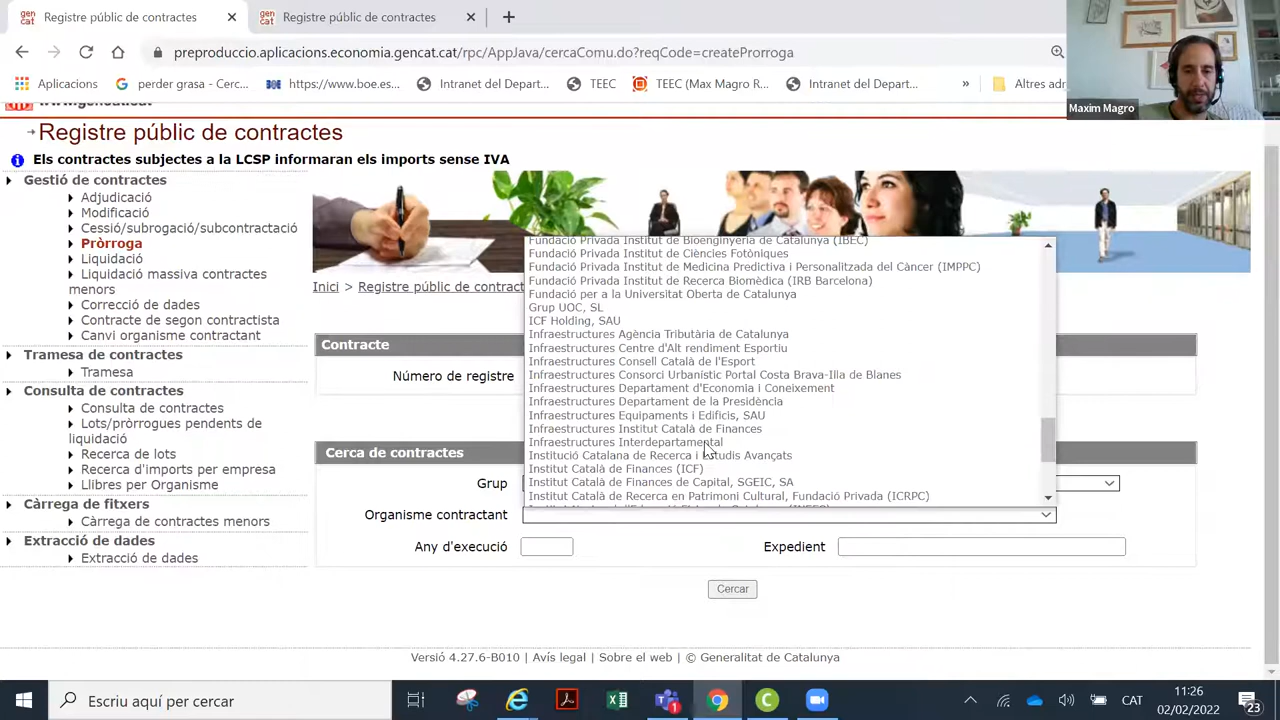 Registre públic de contractes
Registre públic de contractes
preproduccio.aplicacions.economia.gencat.cat/rpc/AppJava/cercaComu.do?reqCode=createProrroga
Aplicacions
perder grasa - Cerc...
https://www.boe.es...
Intranet del Depart...
TEEC
TEEC (Max Magro R...
Intranet del Depart...
»
Altres adr
Maxim Magro
Registre públic de contractes
Els contractes subjectes a la LCSP informaran els imports sense IVA
Gestió de contractes
Adjudicació
Modificació
Cessió/subrogació/subcontractació
Pròrroga
Liquidació
Liquidació massiva contractes menors
Correcció de dades
Contracte de segon contractista
Canvi organisme contractant
Tramesa de contractes
Tramesa
Consulta de contractes
Consulta de contractes
Lots/pròrrogues pendents de liquidació
Recerca de lots
Recerca d'imports per empresa
Llibres per Organisme
Càrrega de fitxers
Càrrega de contractes menors
Extracció de dades
Extracció de dades
Inici > Registre públic de contract
Contracte
Número de registre
Cerca de contractes
Grup
Organisme contractant
Any d'execució
Expedient
Cercar
Fundació Privada Institut de Bioenginyeria de Catalunya (IBEC)
Fundació Privada Institut de Ciències Fotòniques
Fundació Privada Institut de Medicina Predictiva i Personalitzada del Càncer (IMPPC)
Fundació Privada Institut de Recerca Biomèdica (IRB Barcelona)
Fundació per a la Universitat Oberta de Catalunya
Grup UOC, SL
ICF Holding, SAU
Infraestructures Agència Tributària de Catalunya
Infraestructures Centre d'Alt rendiment Esportiu
Infraestructures Consell Català de l'Esport
Infraestructures Consorci Urbanístic Portal Costa Brava-Illa de Blanes
Infraestructures Departament d'Economia i Coneixement
Infraestructures Departament de la Presidència
Infraestructures Equipaments i Edificis, SAU
Infraestructures Institut Català de Finances
Infraestructures Interdepartamental
Institució Catalana de Recerca i Estudis Avançats
Institut Català de Finances (ICF)
Institut Català de Finances de Capital, SGEIC, SA
Institut Català de Recerca en Patrimoni Cultural, Fundació Privada (ICRPC)
Versió 4.27.6-B010 | Avís legal | Sobre el web | © Generalitat de Catalunya
Escriu aquí per cercar
CAT
11:26
02/02/2022
23